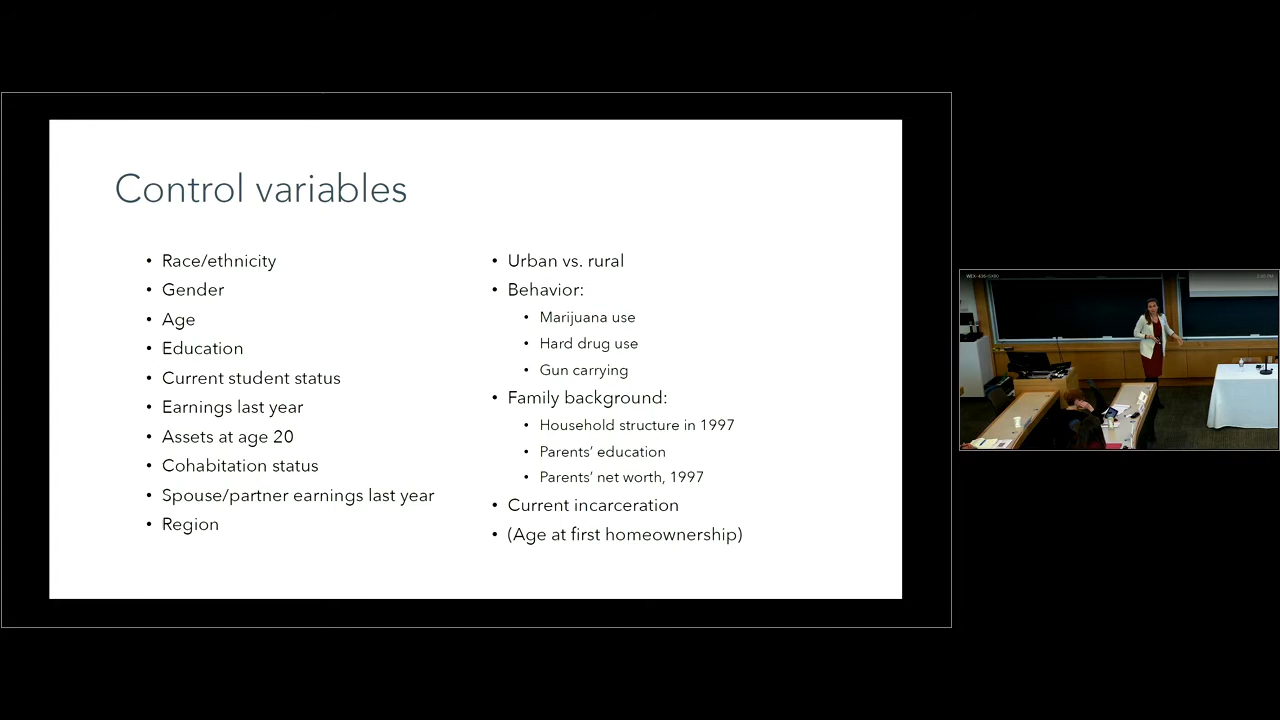 Control variables
• Race/ethnicity
• Gender
• Age
• Education
• Current student status
• Earnings last year
• Assets at age 20
• Cohabitation status
• Spouse/partner earnings last year
• Region
• Urban vs. rural
• Behavior:
• Marijuana use
• Hard drug use
• Gun carrying
• Family background:
• Household structure in 1997
• Parents’ education
• Parents’ net worth, 1997
• Current incarceration
• (Age at first homeownership)